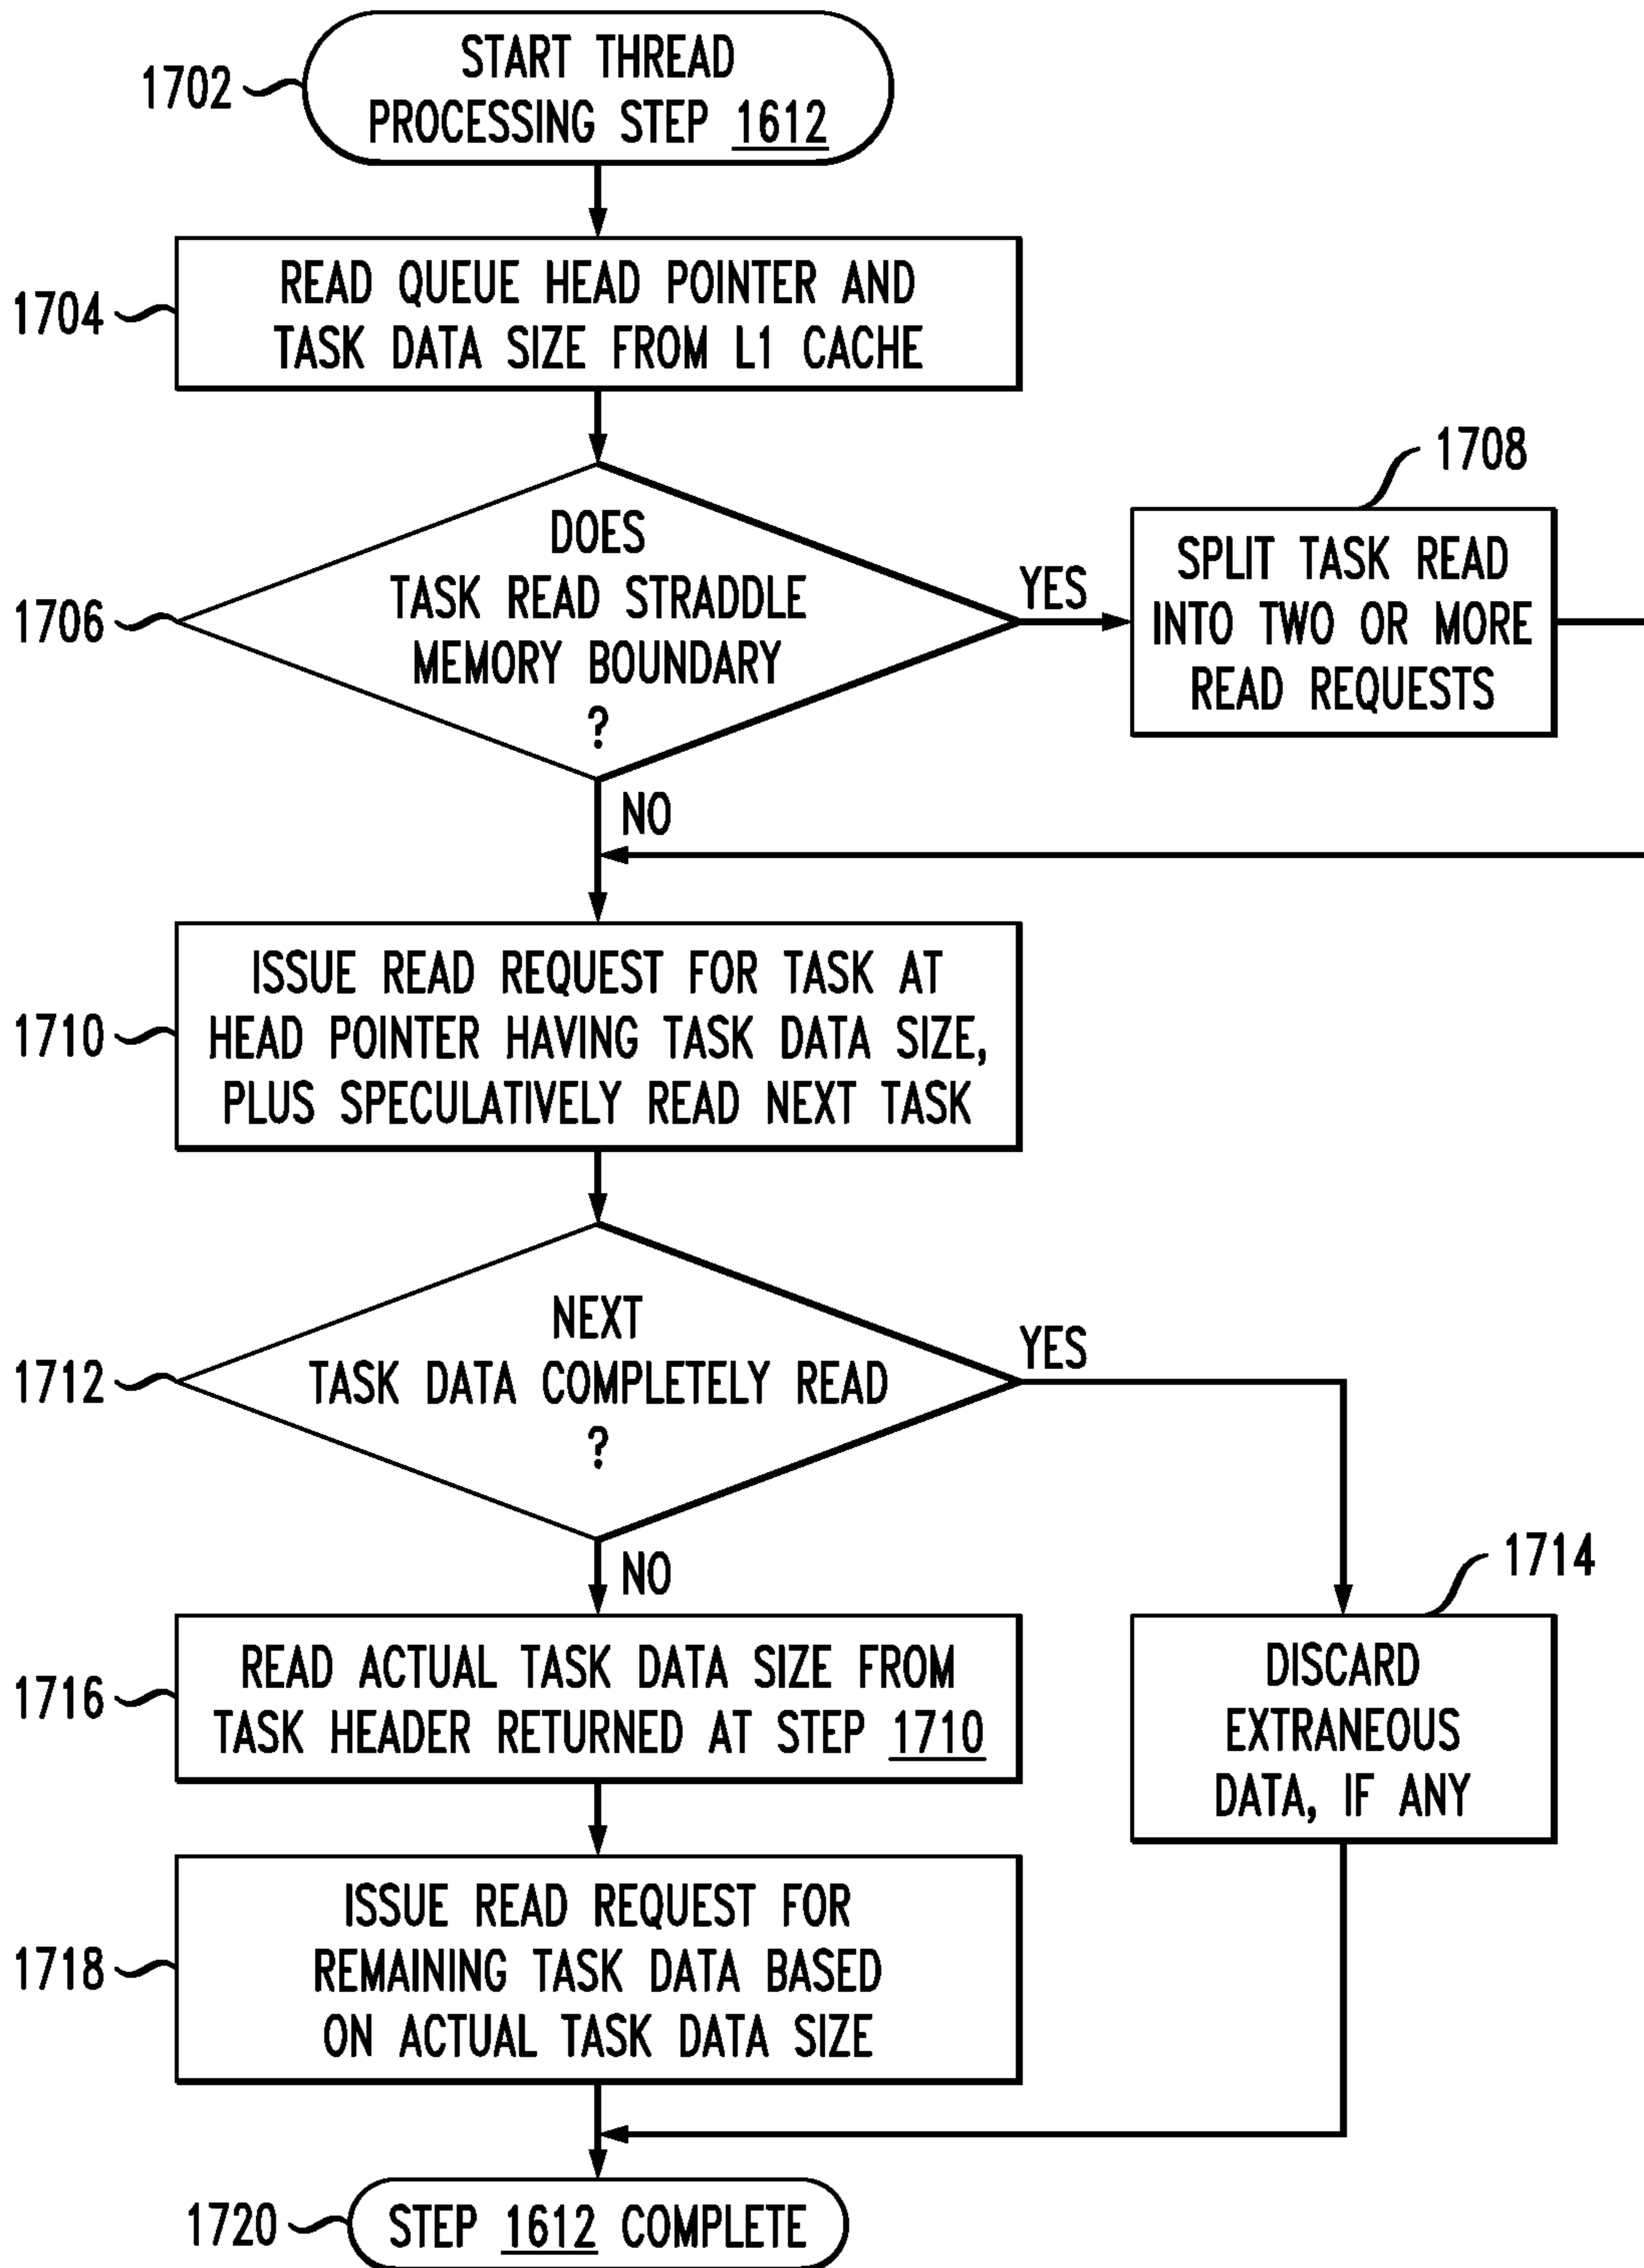 1702
START THREAD
PROCESSING STEP 1612
1704
READ QUEUE HEAD POINTER AND
TASK DATA SIZE FROM L1 CACHE
1706
DOES
TASK READ STRADDLE
MEMORY BOUNDARY
?
YES
NO
1708
SPLIT TASK READ
INTO TWO OR MORE
READ REQUESTS
1710
ISSUE READ REQUEST FOR TASK AT
HEAD POINTER HAVING TASK DATA SIZE,
PLUS SPECULATIVELY READ NEXT TASK
1712
NEXT
TASK DATA COMPLETELY READ
?
YES
NO
1714
DISCARD
EXTRANEOUS
DATA, IF ANY
1716
READ ACTUAL TASK DATA SIZE FROM
TASK HEADER RETURNED AT STEP 1710
1718
ISSUE READ REQUEST FOR
REMAINING TASK DATA BASED
ON ACTUAL TASK DATA SIZE
1720
STEP 1612 COMPLETE